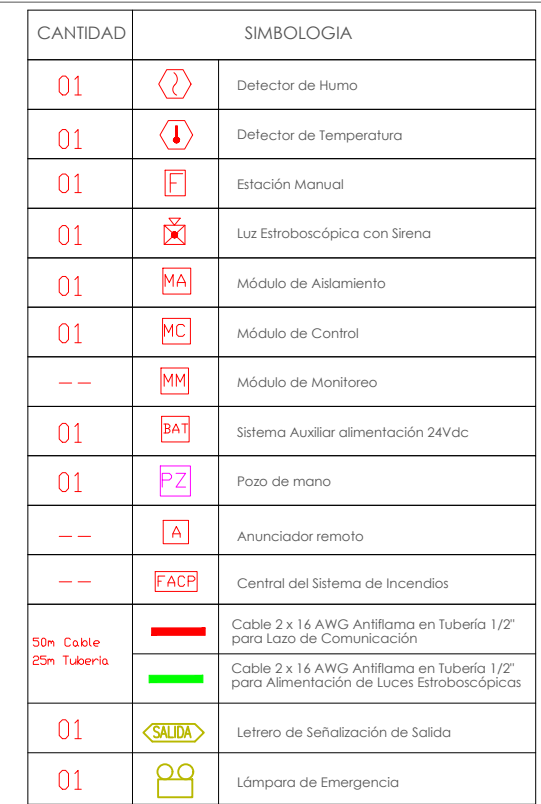 CANTIDAD SIMBOLOGIA
01 Detector de Humo
01 Detector de Temperatura
01 F Estación Manual
01 Luz Estroboscópica con Sirena
01 MA Módulo de Aislamiento
01 MC Módulo de Control
-- MM Módulo de Monitoreo
01 BAT Sistema Auxiliar alimentación 24Vdc
01 PZ Pozo de mano
-- A Anunciador remoto
-- FACP Central del Sistema de Incendios
50m Cable
25m Tuberia
Cable 2 x 16 AWG Antiflama en Tubería 1/2"
para Lazo de Comunicación
Cable 2 x 16 AWG Antiflama en Tubería 1/2"
para Alimentación de Luces Estroboscópicas
01 SALIDA Letrero de Señalización de Salida
01 Lámpara de Emergencia